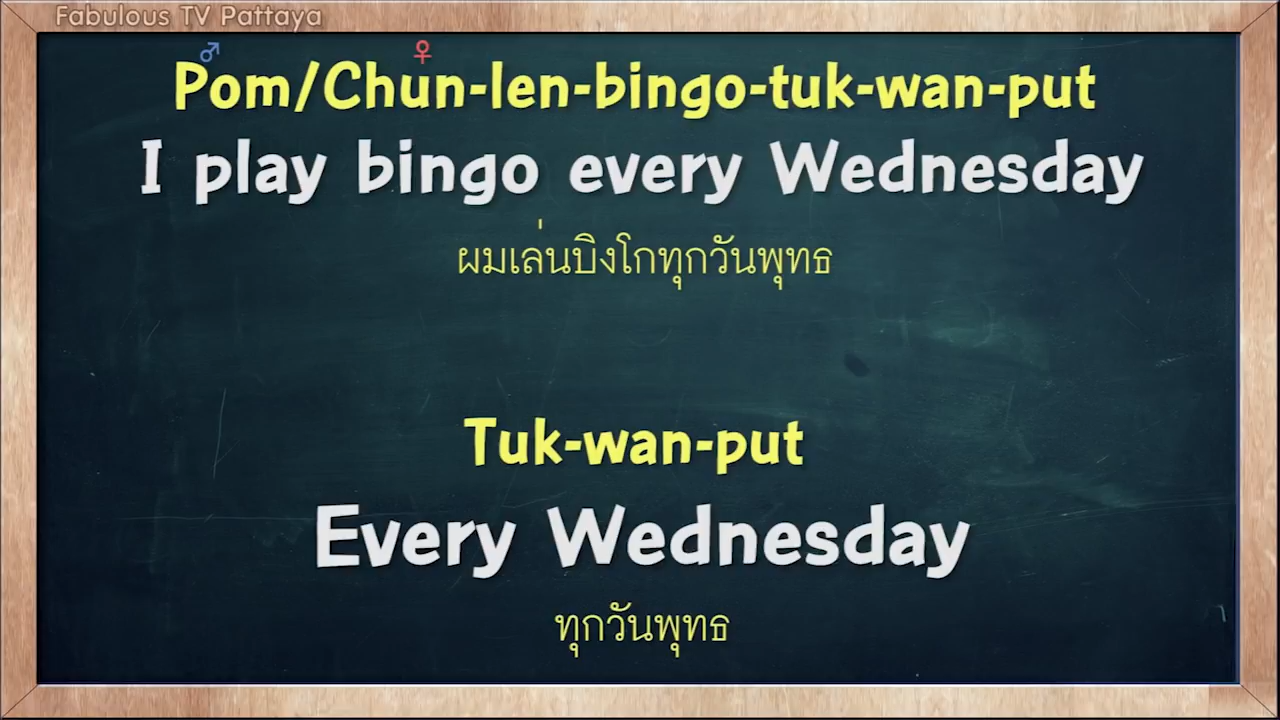 Fabulous TV Pattaya
♂ ♀
Pom/Chun-len-bingo-tuk-wan-put
I play bingo every Wednesday
ผมเล่นบิงโกทุกวันพุทธ
Tuk-wan-put
Every Wednesday
ทุกวันพุทธ